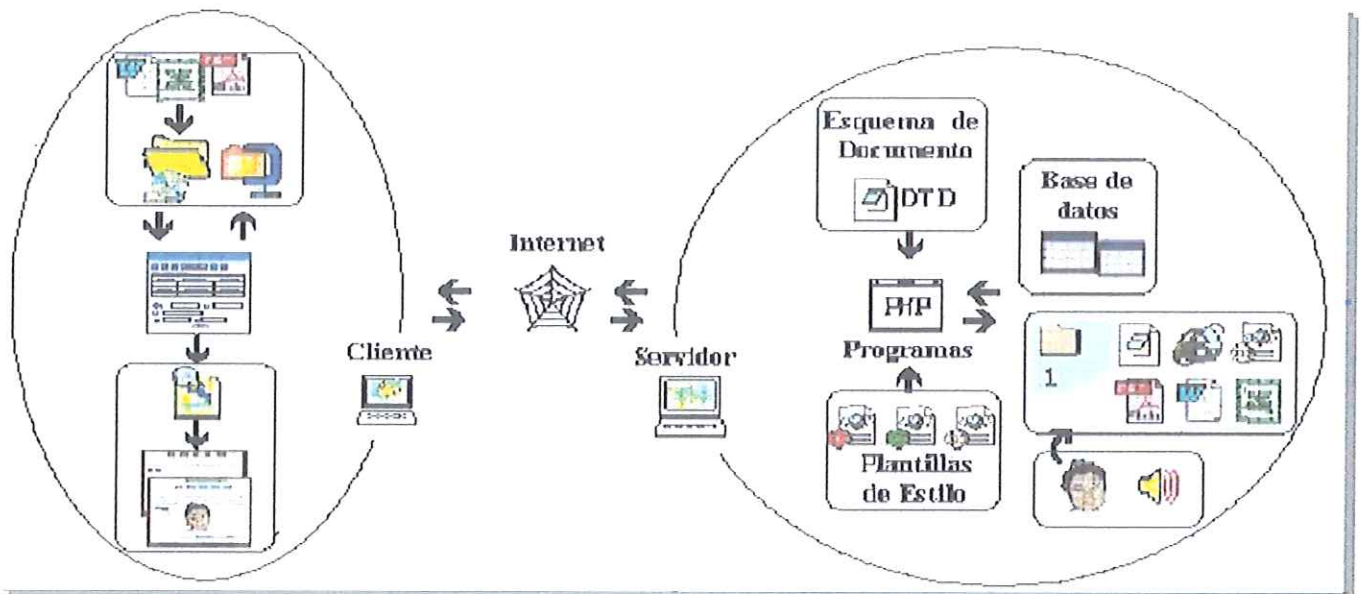 Esquema de
Documento
DTD
Base de
datos
Internet
PHP
Cliente
Servidor
Programas
1
Plantillas
de Estilo